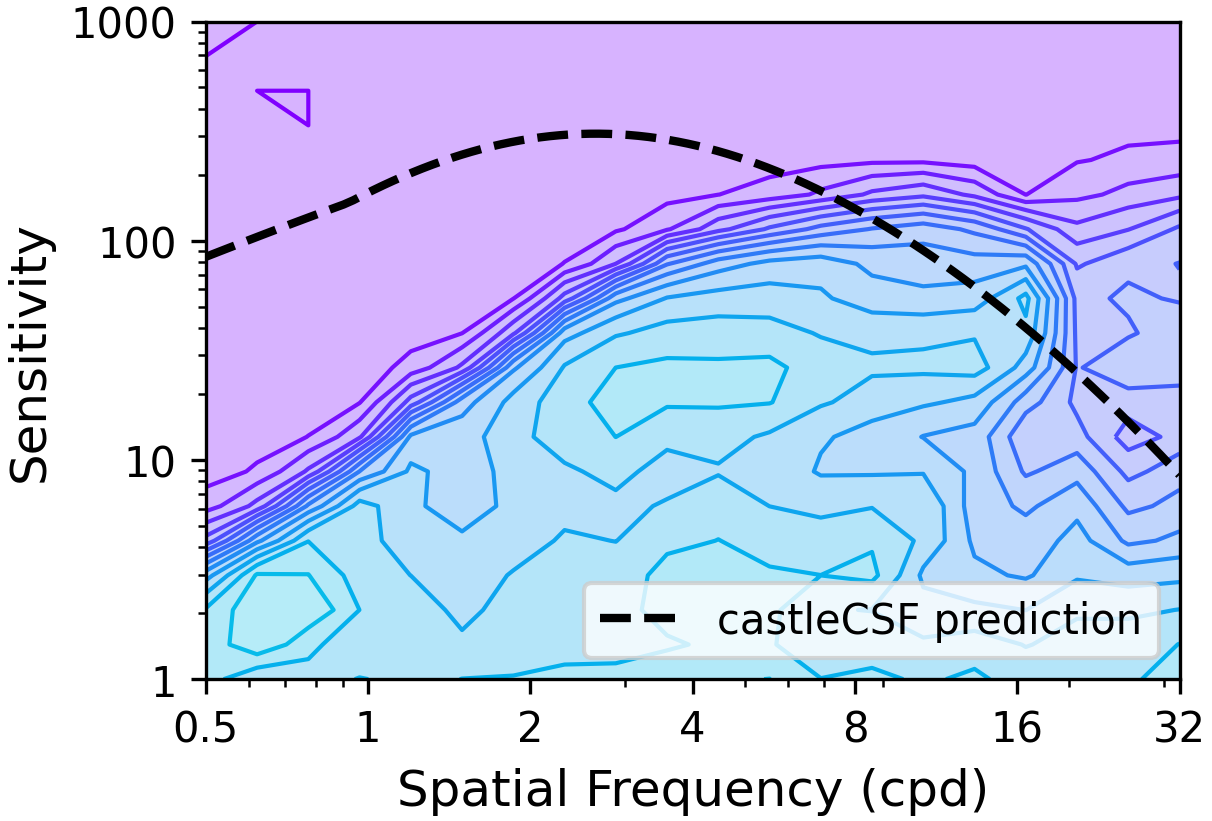 1000
100
10
1
Sensitivity
castleCSF prediction
0.5 1 2 4 8 16 32
Spatial Frequency (cpd)